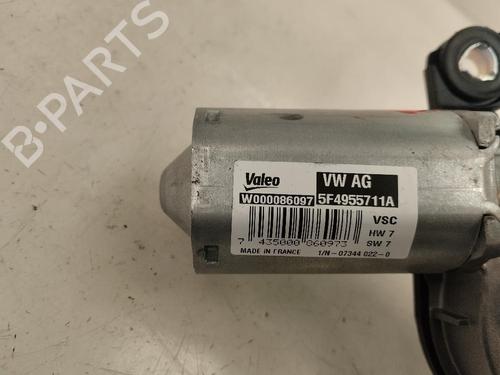 B-PARTS
Valeo VW AG
W000086097 5F4955711A
VSC
HW 7
7 435000 860973 SW 7
MADE IN FRANCE 1/N - 07344 022 - 0